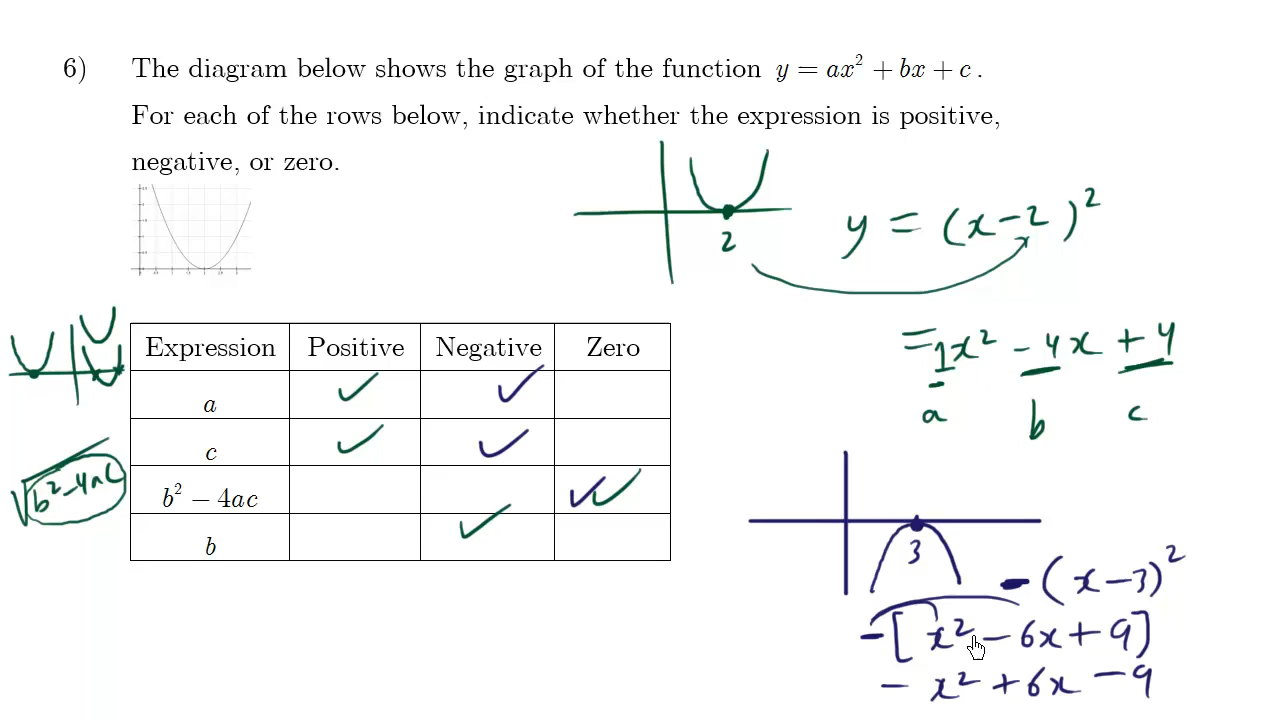 6) The diagram below shows the graph of the function y = ax² + bx + c .
For each of the rows below, indicate whether the expression is positive,
negative, or zero.
2
y = (x-2)²
= 1x² - 4x + 4
a b c
Expression Positive Negative Zero
a ✓ ✓
c ✓ ✓
b² − 4ac ✓✓
b ✓
√b²-4ac
3
-(x-3)²
-[x² - 6x + 9]
- x² + 6x - 9